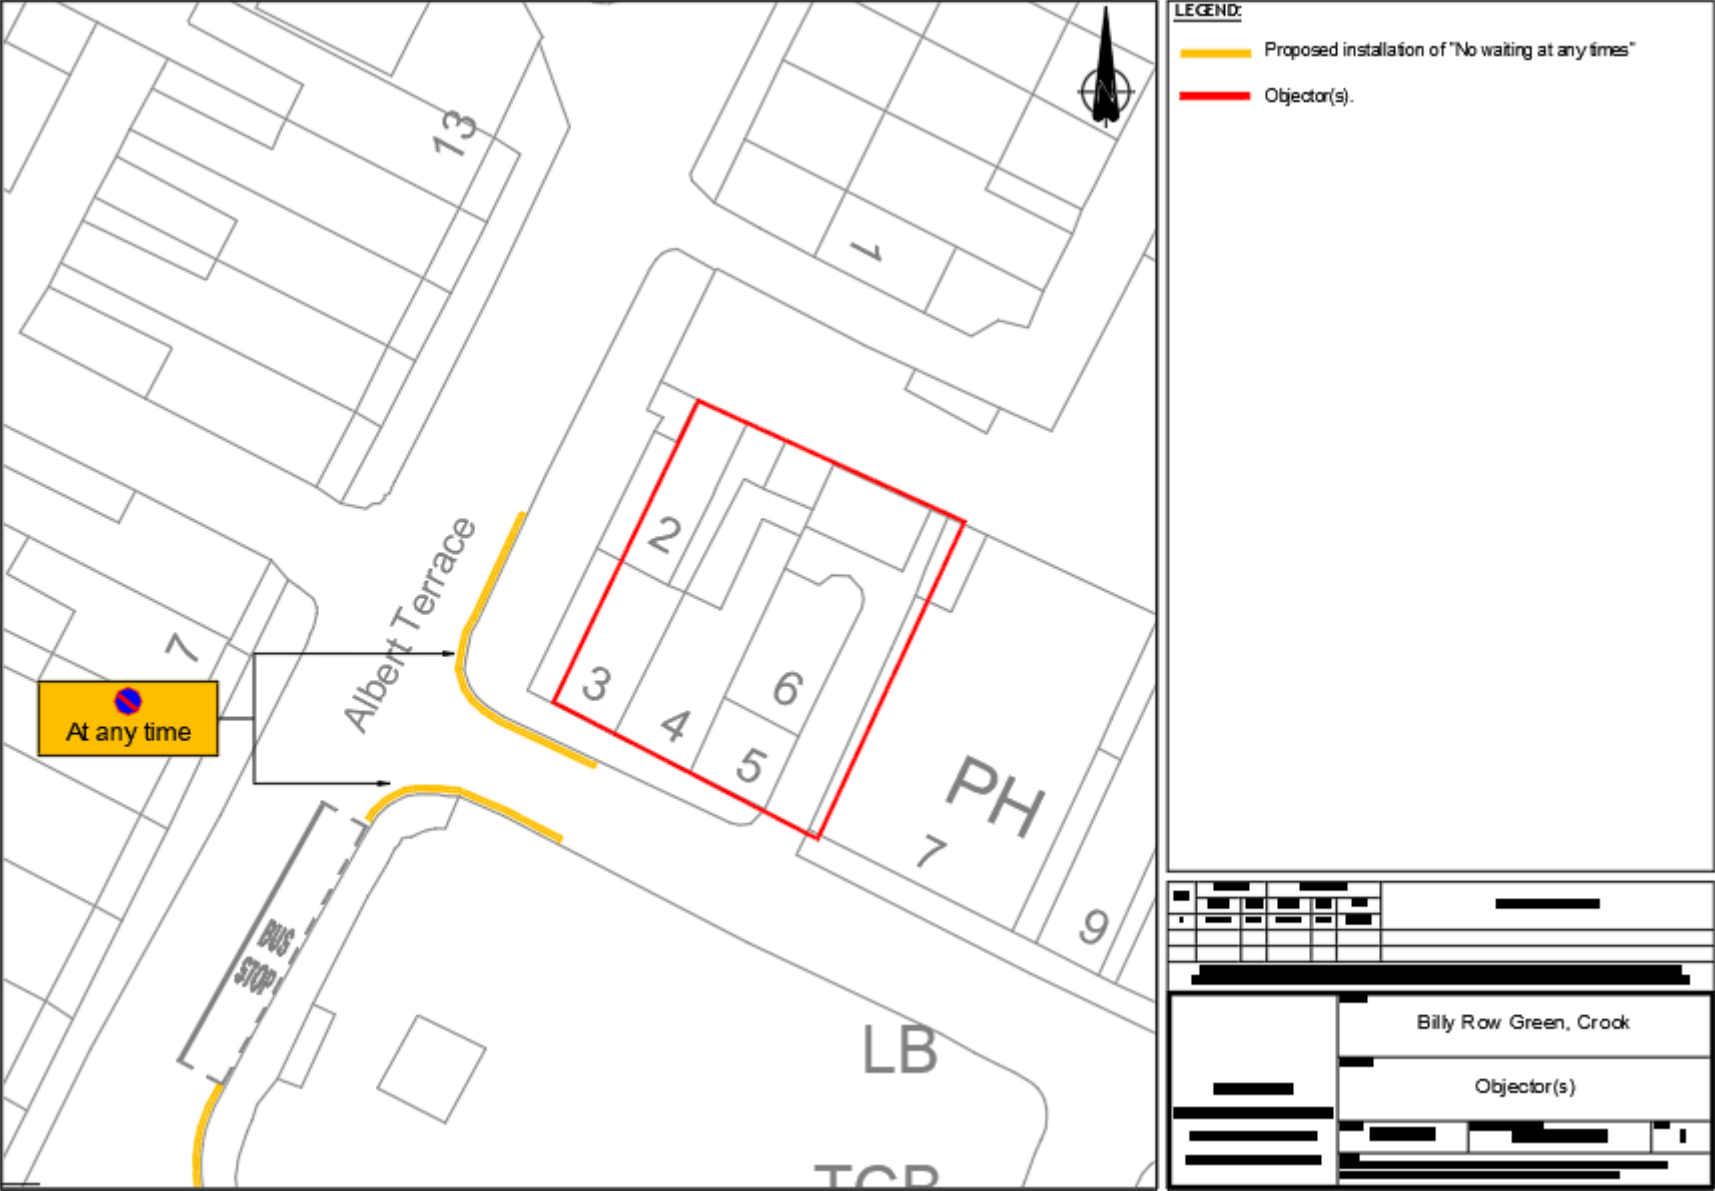 13
1
N
2
Albert Terrace
7
3
6
4
5
At any time
PH
7
9
BUS
STOP
LB
LEGEND:
Proposed installation of "No waiting at any times"
Objector(s).
Billy Row Green, Crook
Objector(s)